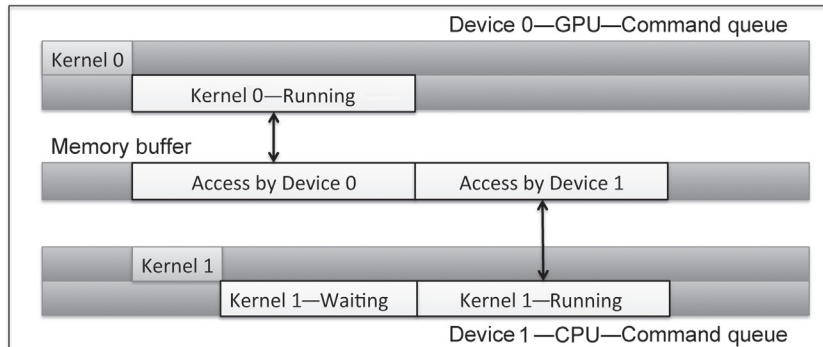 Device 0—GPU—Command queue
Kernel 0
Kernel 0—Running
Memory buffer
Access by Device 0 Access by Device 1
Kernel 1
Kernel 1—Waiting Kernel 1—Running
Device 1—CPU—Command queue